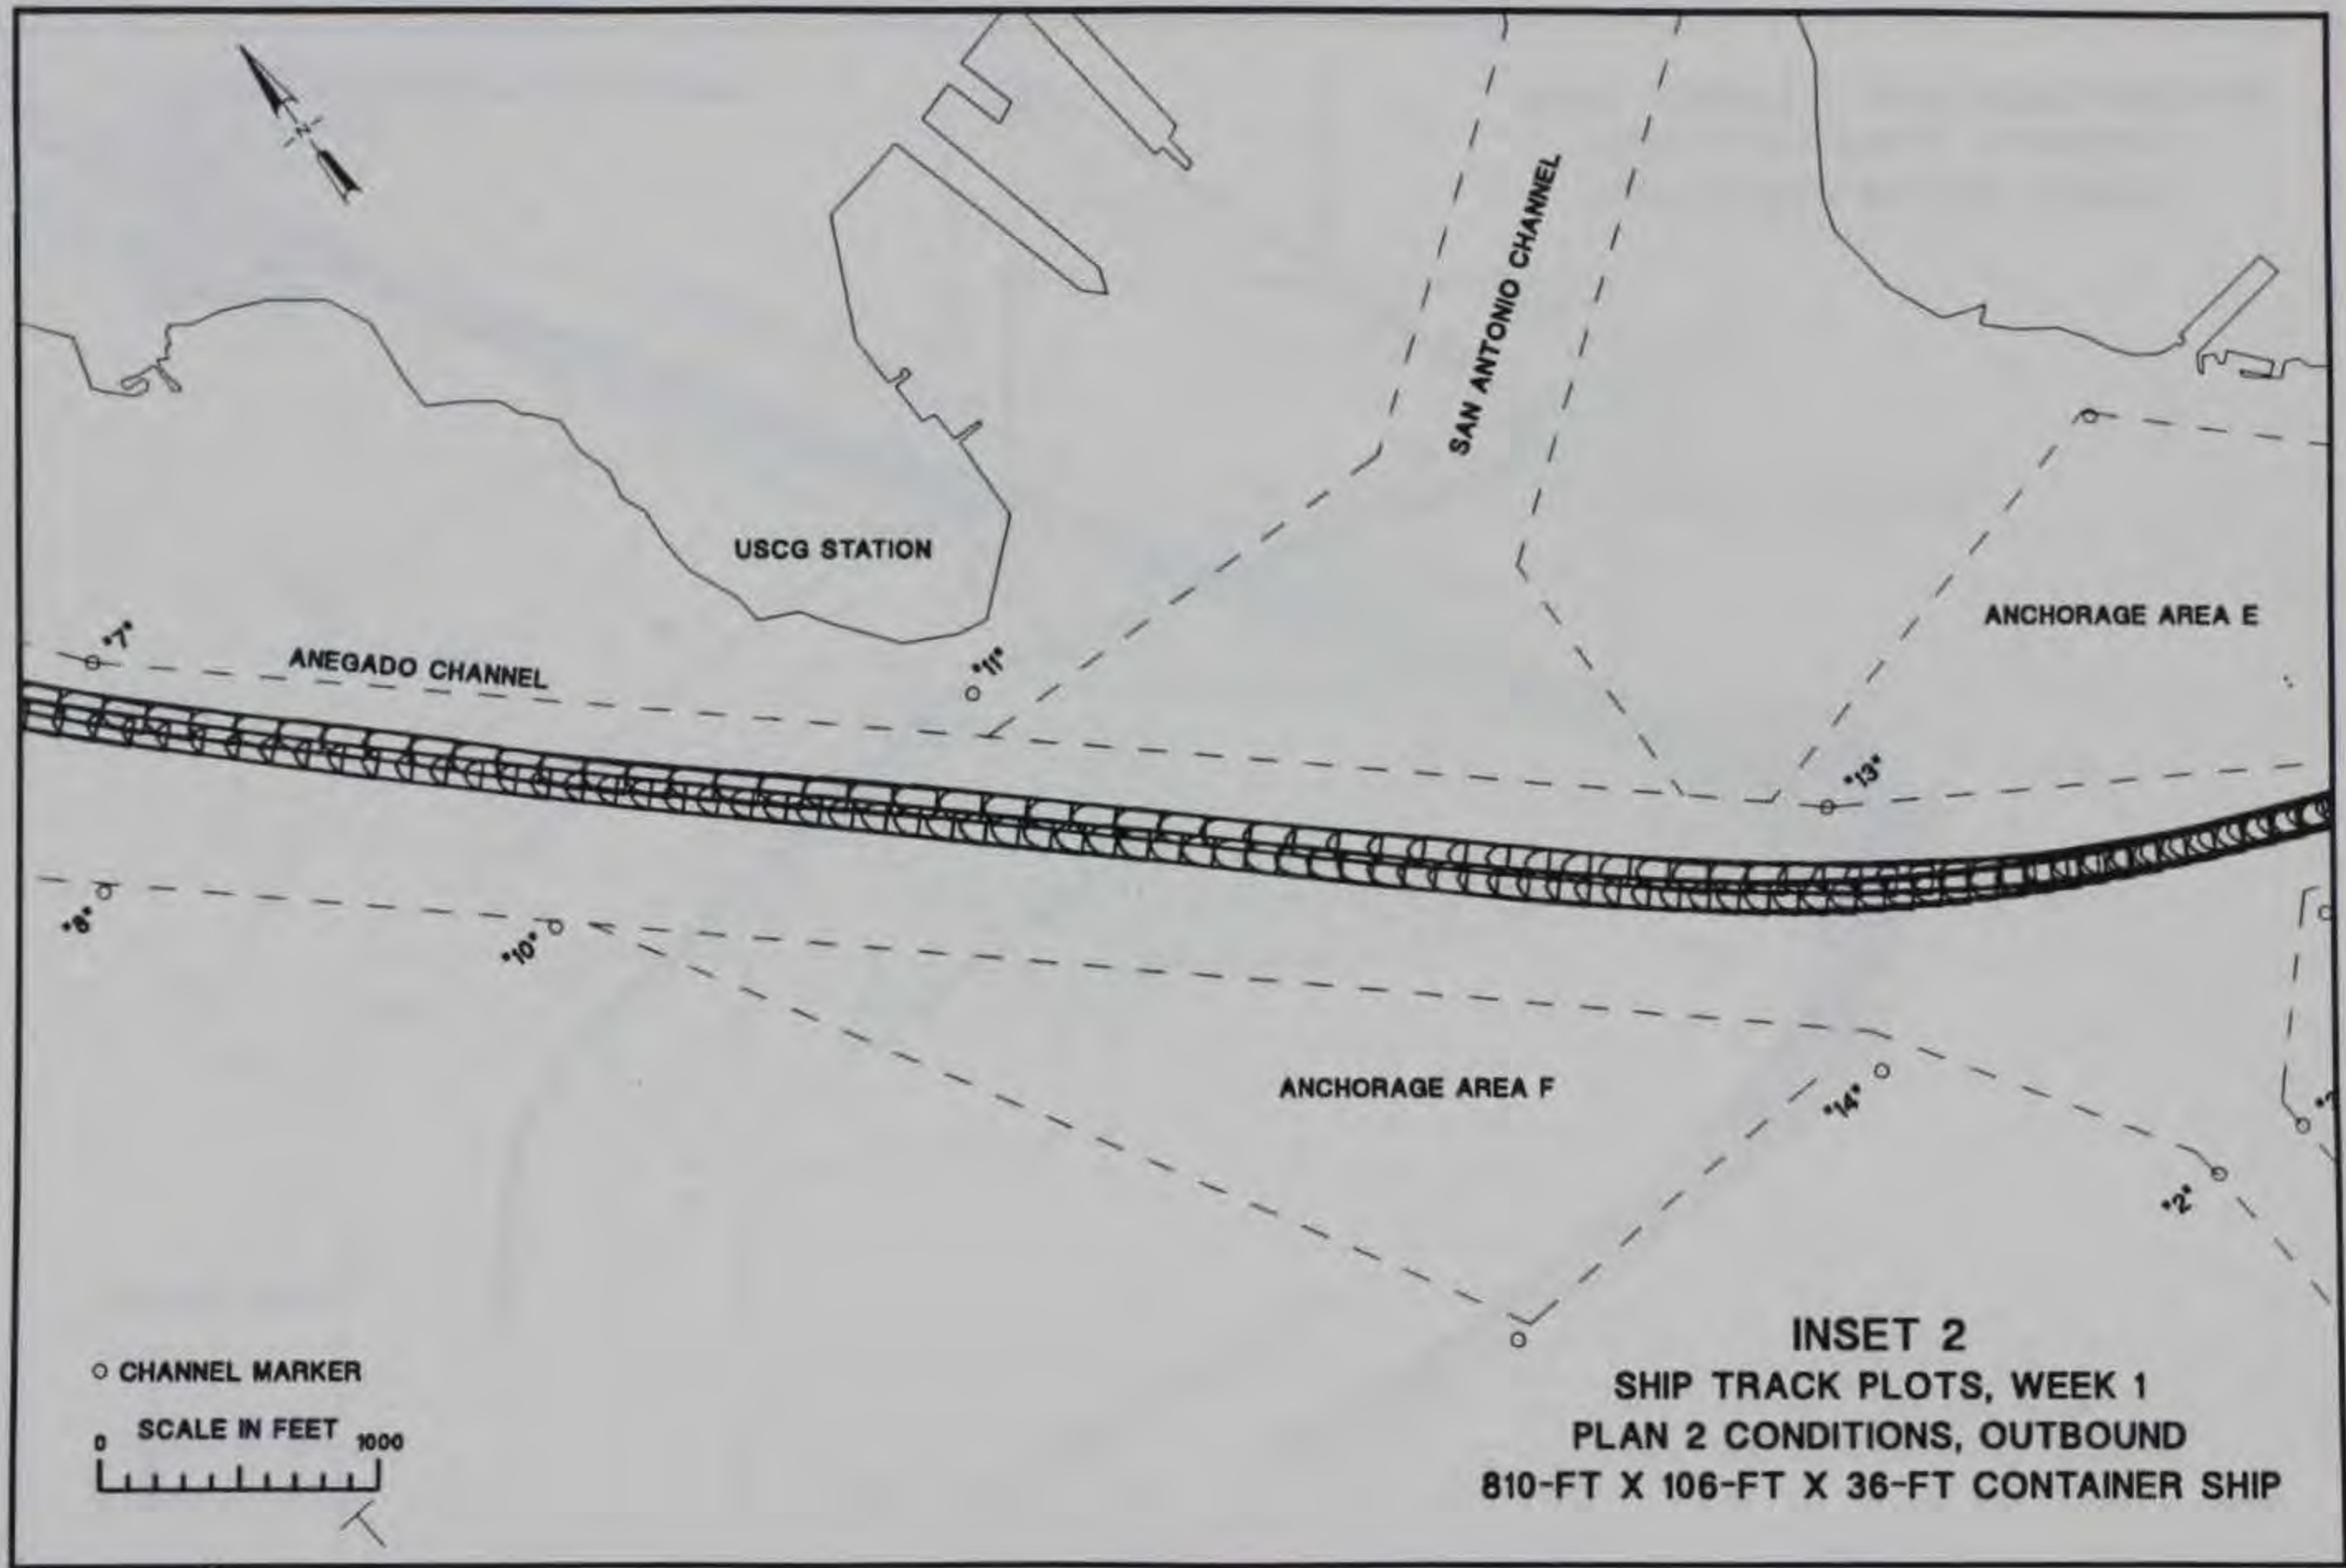 N
SAN ANTONIO CHANNEL
USCG STATION
ANCHORAGE AREA E
"7"
ANEGADO CHANNEL
"11"
"13"
"8"
"10"
ANCHORAGE AREA F
"14"
"2"
INSET 2
SHIP TRACK PLOTS, WEEK 1
PLAN 2 CONDITIONS, OUTBOUND
810-FT X 106-FT X 36-FT CONTAINER SHIP
CHANNEL MARKER
SCALE IN FEET
0 1000